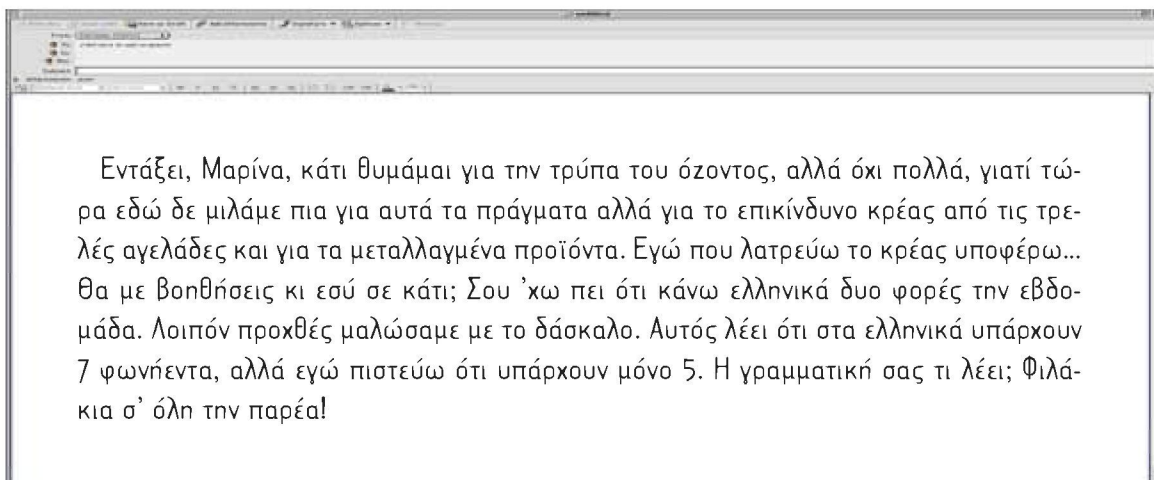 Εντάξει, Μαρίνα, κάτι θυμάμαι για την τρύπα του όζοντος, αλλά όχι πολλά, γιατί τώ-
ρα εδώ δε μιλάμε πια για αυτά τα πράγματα αλλά για το επικίνδυνο κρέας από τις τρε-
λές αγελάδες και για τα μεταλλαγμένα προϊόντα. Εγώ που λατρεύω το κρέας υποφέρω...
Θα με βοηθήσεις κι εσύ σε κάτι; Σου 'χω πει ότι κάνω ελληνικά δυο φορές την εβδο-
μάδα. Λοιπόν προχθές μαλώσαμε με το δάσκαλο. Αυτός λέει ότι στα ελληνικά υπάρχουν
7 φωνήεντα, αλλά εγώ πιστεύω ότι υπάρχουν μόνο 5. Η γραμματική σας τι λέει; Φιλά-
κια σ' όλη την παρέα!